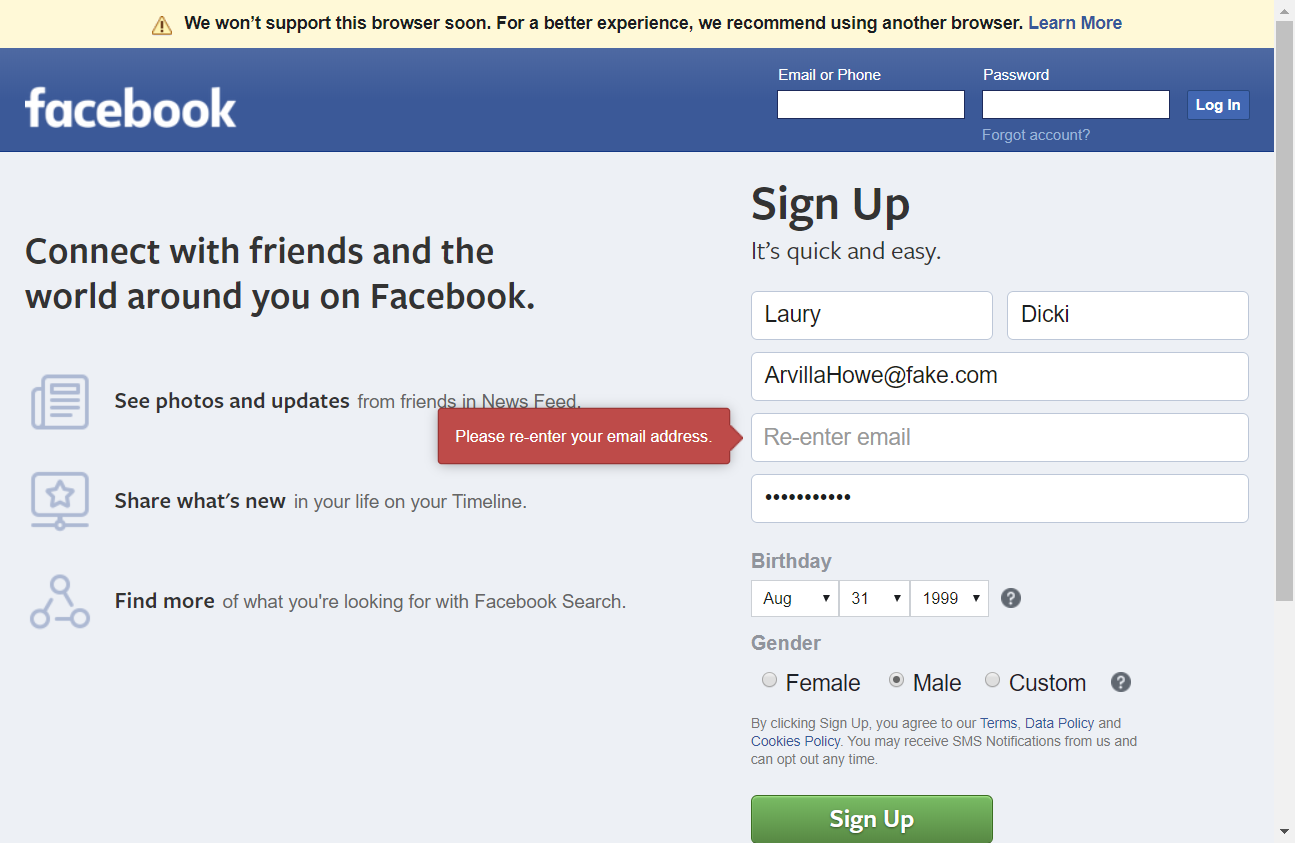 We won't support this browser soon. For a better experience, we recommend using another browser. Learn More
facebook
Email or Phone
Password
Log In
Forgot account?
Connect with friends and the
world around you on Facebook.
See photos and updates from friends in News Feed.
Share what's new in your life on your Timeline.
Find more of what you're looking for with Facebook Search.
Sign Up
It's quick and easy.
Laury
Dicki
ArvillaHowe@fake.com
Please re-enter your email address.
Re-enter email
•••••••••••
Birthday
Aug
31
1999
?
Gender
Female
Male
Custom
?
By clicking Sign Up, you agree to our Terms, Data Policy and
Cookies Policy. You may receive SMS Notifications from us and
can opt out any time.
Sign Up